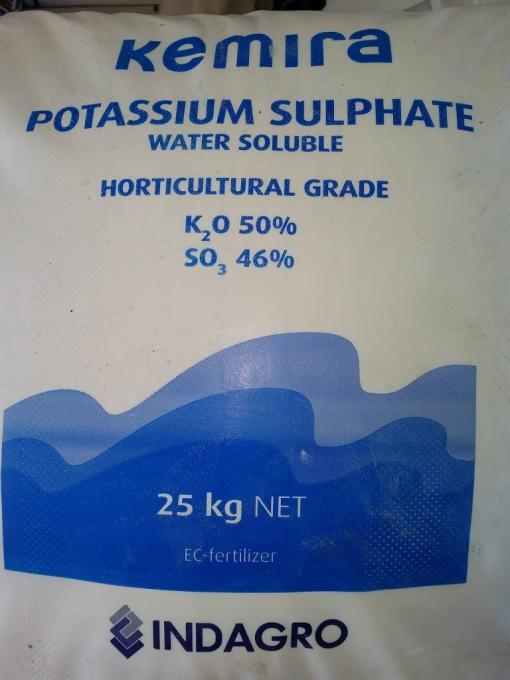 Kemira
POTASSIUM SULPHATE
WATER SOLUBLE
HORTICULTURAL GRADE
K₂O 50%
SO₃ 46%
25 kg NET
EC-fertilizer
INDAGRO